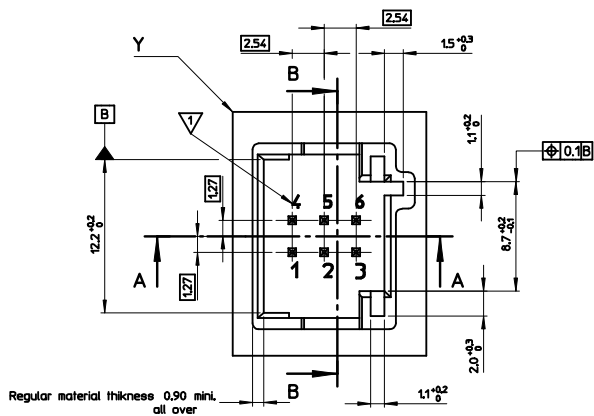 2.54
2.54
1.5 +0.3 0
Y
B
1
B
1.1 +0.2 0
⌖ 0.1 B
4 5 6
1.27
12.2 +0.2 0
8.7 +0.2 -0.1
1 2 3
A
A
1.27
2.0 +0.3 0
B
1.1 +0.2 0
Regular material thikness 0,90 mini,
all over